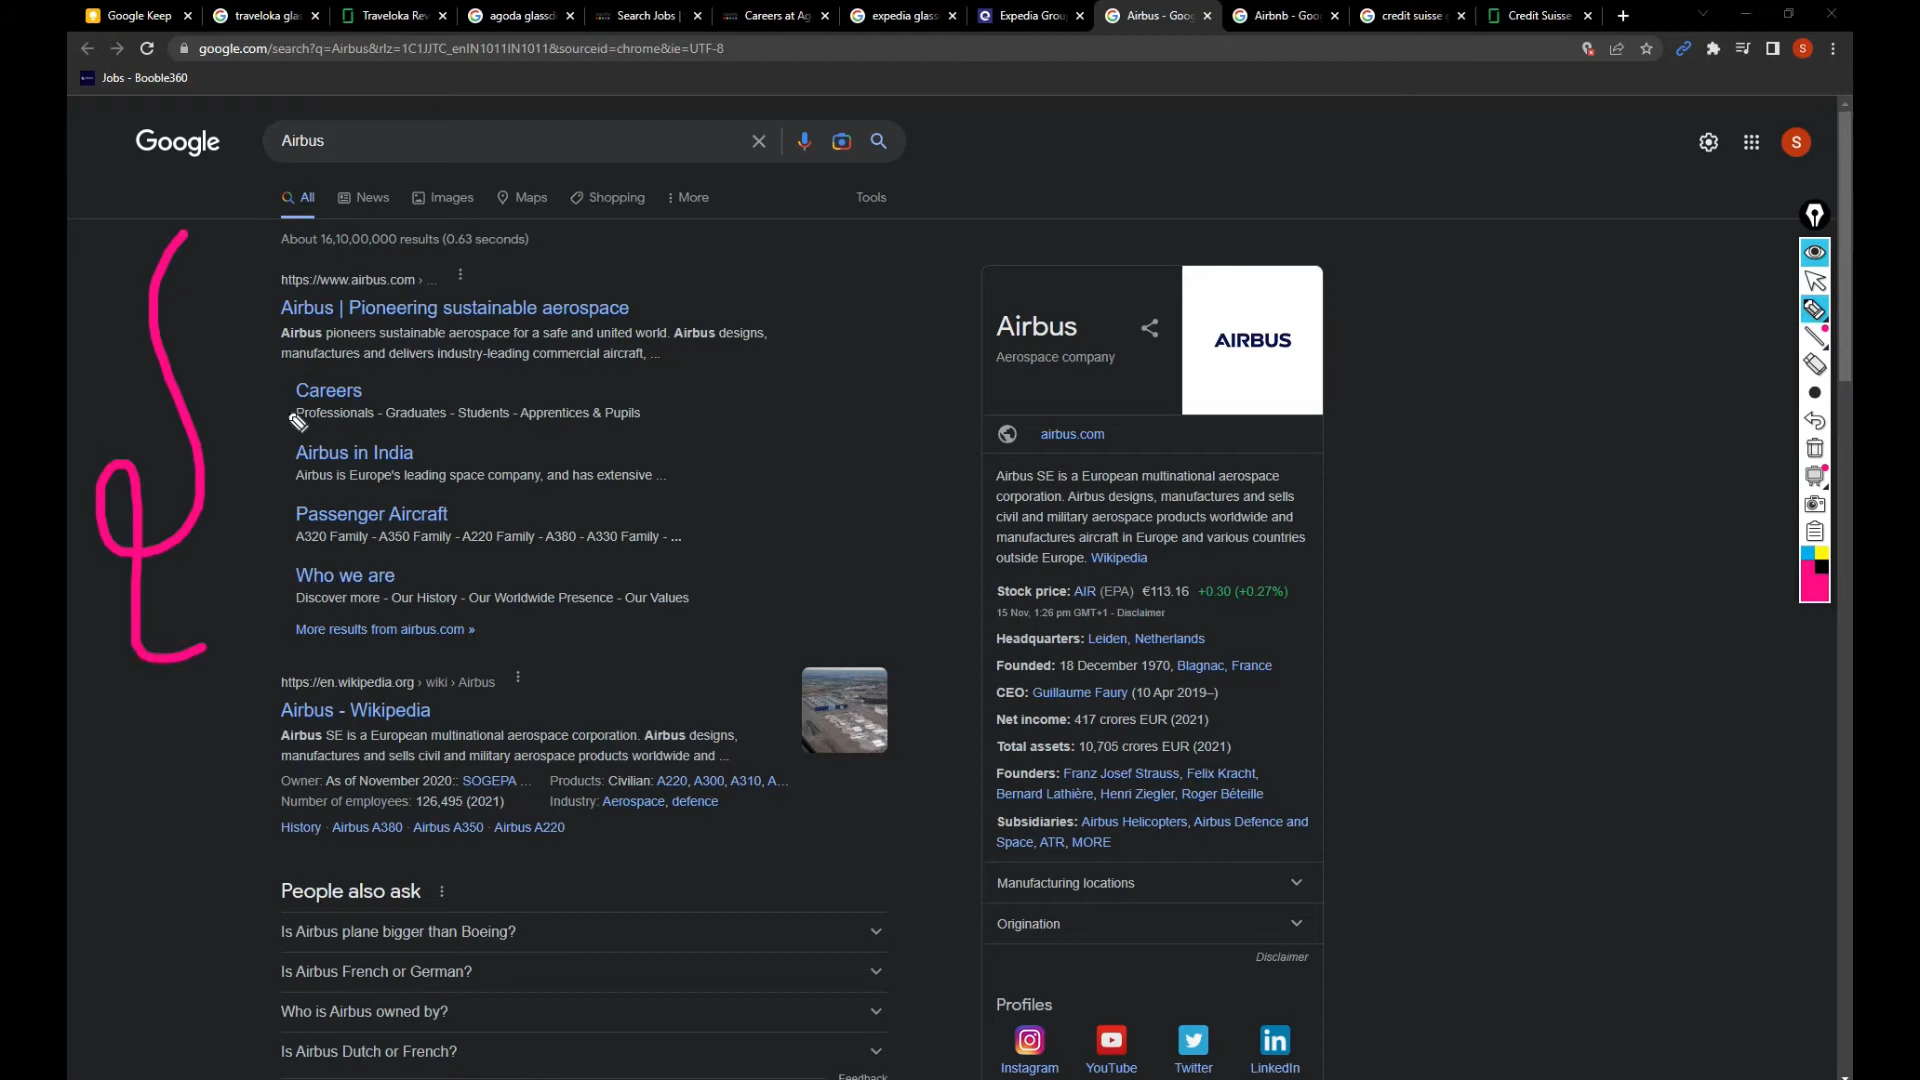 Google Keep
traveloka glas
Traveloka Rev
agoda glassd
Search Jobs |
Careers at Ag
expedia glass
Expedia Grou
Airbus - Goog
Airbnb - Goo
credit suisse g
Credit Suisse
google.com/search?q=Airbus&rlz=1C1JJTC_enIN1011IN1011&sourceid=chrome&ie=UTF-8
S
Jobs - Booble360
Google
Airbus
S
All
News
Images
Maps
Shopping
More
Tools
About 16,10,00,000 results (0.63 seconds)
https://www.airbus.com › ...
Airbus | Pioneering sustainable aerospace
Airbus pioneers sustainable aerospace for a safe and united world. Airbus designs,
manufactures and delivers industry-leading commercial aircraft, ...
Careers
Professionals - Graduates - Students - Apprentices & Pupils
Airbus in India
Airbus is Europe's leading space company, and has extensive ...
Passenger Aircraft
A320 Family - A350 Family - A220 Family - A380 - A330 Family - ...
Who we are
Discover more - Our History - Our Worldwide Presence - Our Values
More results from airbus.com »
https://en.wikipedia.org › wiki › Airbus
Airbus - Wikipedia
Airbus SE is a European multinational aerospace corporation. Airbus designs,
manufactures and sells civil and military aerospace products worldwide and ...
Owner: As of November 2020:: SOGEPA ...
Products: Civilian: A220, A300, A310, A...
Number of employees: 126,495 (2021)
Industry: Aerospace, defence
History · Airbus A380 · Airbus A350 · Airbus A220
People also ask
Is Airbus plane bigger than Boeing?
Is Airbus French or German?
Who is Airbus owned by?
Is Airbus Dutch or French?
Feedback
Airbus
Aerospace company
AIRBUS
airbus.com
Airbus SE is a European multinational aerospace
corporation. Airbus designs, manufactures and sells
civil and military aerospace products worldwide and
manufactures aircraft in Europe and various countries
outside Europe. Wikipedia
Stock price: AIR (EPA) €113.16 +0.30 (+0.27%)
15 Nov, 1:26 pm GMT+1 - Disclaimer
Headquarters: Leiden, Netherlands
Founded: 18 December 1970, Blagnac, France
CEO: Guillaume Faury (10 Apr 2019–)
Net income: 417 crores EUR (2021)
Total assets: 10,705 crores EUR (2021)
Founders: Franz Josef Strauss, Felix Kracht,
Bernard Lathière, Henri Ziegler, Roger Béteille
Subsidiaries: Airbus Helicopters, Airbus Defence and
Space, ATR, MORE
Manufacturing locations
Origination
Disclaimer
Profiles
Instagram
YouTube
Twitter
LinkedIn